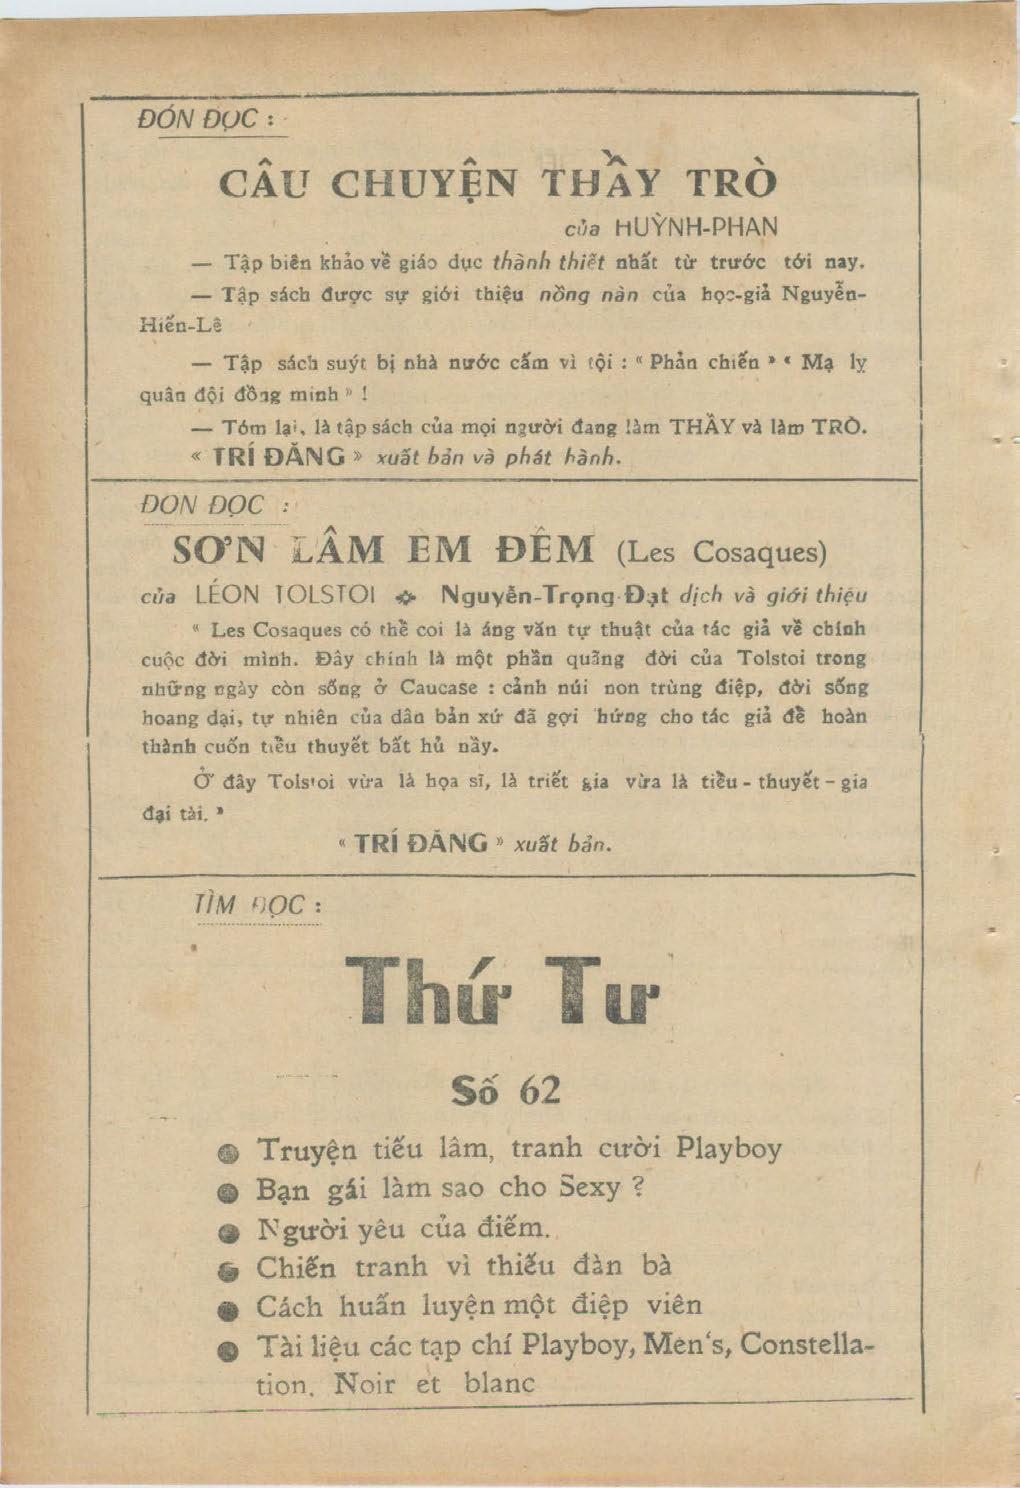 ĐÓN ĐỌC :
CÂU CHUYỆN THẦY TRÒ
của HUỲNH-PHAN
— Tập biên khảo về giáo dục thành thiết nhất từ trước tới nay.
— Tập sách được sự giới thiệu nồng nàn của học-giả Nguyễn-
Hiến-Lê
— Tập sách suýt bị nhà nước cấm vì tội : « Phản chiến » « Mạ lỵ
quân đội đồng minh » !
— Tóm lại, là tập sách của mọi người đang làm THẦY và làm TRÒ.
« TRÍ ĐĂNG » xuất bản và phát hành.
ĐON ĐỌC :
SƠN LÂM ÊM ĐỀM (Les Cosaques)
của LÉON TOLSTOI Nguyễn-Trọng-Đạt dịch và giới thiệu
« Les Cosaques có thể coi là áng văn tự thuật của tác giả về chính
cuộc đời mình. Đây chính là một phần quãng đời của Tolstoi trong
những ngày còn sống ở Caucase : cảnh núi non trùng điệp, đời sống
hoang dại, tự nhiên của dân bản xứ đã gợi hứng cho tác giả để hoàn
thành cuốn tiểu thuyết bất hủ nầy.
Ở đây Tolstoi vừa là họa sĩ, là triết gia vừa là tiểu - thuyết - gia
đại tài. »
« TRÍ ĐĂNG » xuất bản.
TÌM ĐỌC :
Thứ Tư
Số 62
● Truyện tiếu lâm, tranh cười Playboy
● Bạn gái làm sao cho Sexy ?
● Người yêu của điếm.
● Chiến tranh vì thiếu đàn bà
● Cách huấn luyện một điệp viên
● Tài liệu các tạp chí Playboy, Men's, Constella-
tion. Noir et blanc